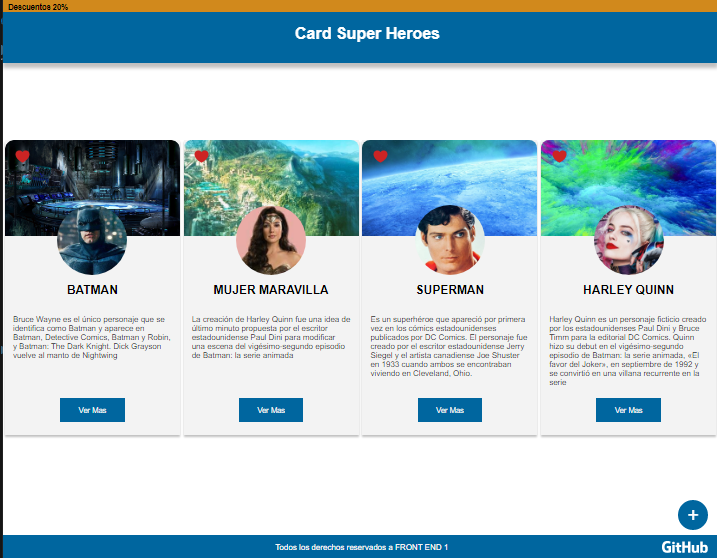 Descuentos 20%
Card Super Heroes
BATMAN
Bruce Wayne es el único personaje que se
identifica como Batman y aparece en
Batman, Detective Comics, Batman y Robin,
y Batman: The Dark Knight. Dick Grayson
vuelve al manto de Nightwing
Ver Mas
MUJER MARAVILLA
La creación de Harley Quinn fue una idea de
último minuto propuesta por el escritor
estadounidense Paul Dini para modificar
una escena del vigésimo-segundo episodio
de Batman: la serie animada
Ver Mas
SUPERMAN
Es un superhéroe que apareció por primera
vez en los cómics estadounidenses
publicados por DC Comics. El personaje fue
creado por el escritor estadounidense Jerry
Siegel y el artista canadiense Joe Shuster
en 1933 cuando ambos se encontraban
viviendo en Cleveland, Ohio.
Ver Mas
HARLEY QUINN
Harley Quinn es un personaje ficticio creado
por los estadounidenses Paul Dini y Bruce
Timm para la editorial DC Comics. Quinn
hizo su debut en el vigésimo-segundo
episodio de Batman: la serie animada, «El
favor del Joker», en septiembre de 1992 y
se convirtió en una villana recurrente en la
serie
Ver Mas
+
Todos los derechos reservados a FRONT END 1
GitHub